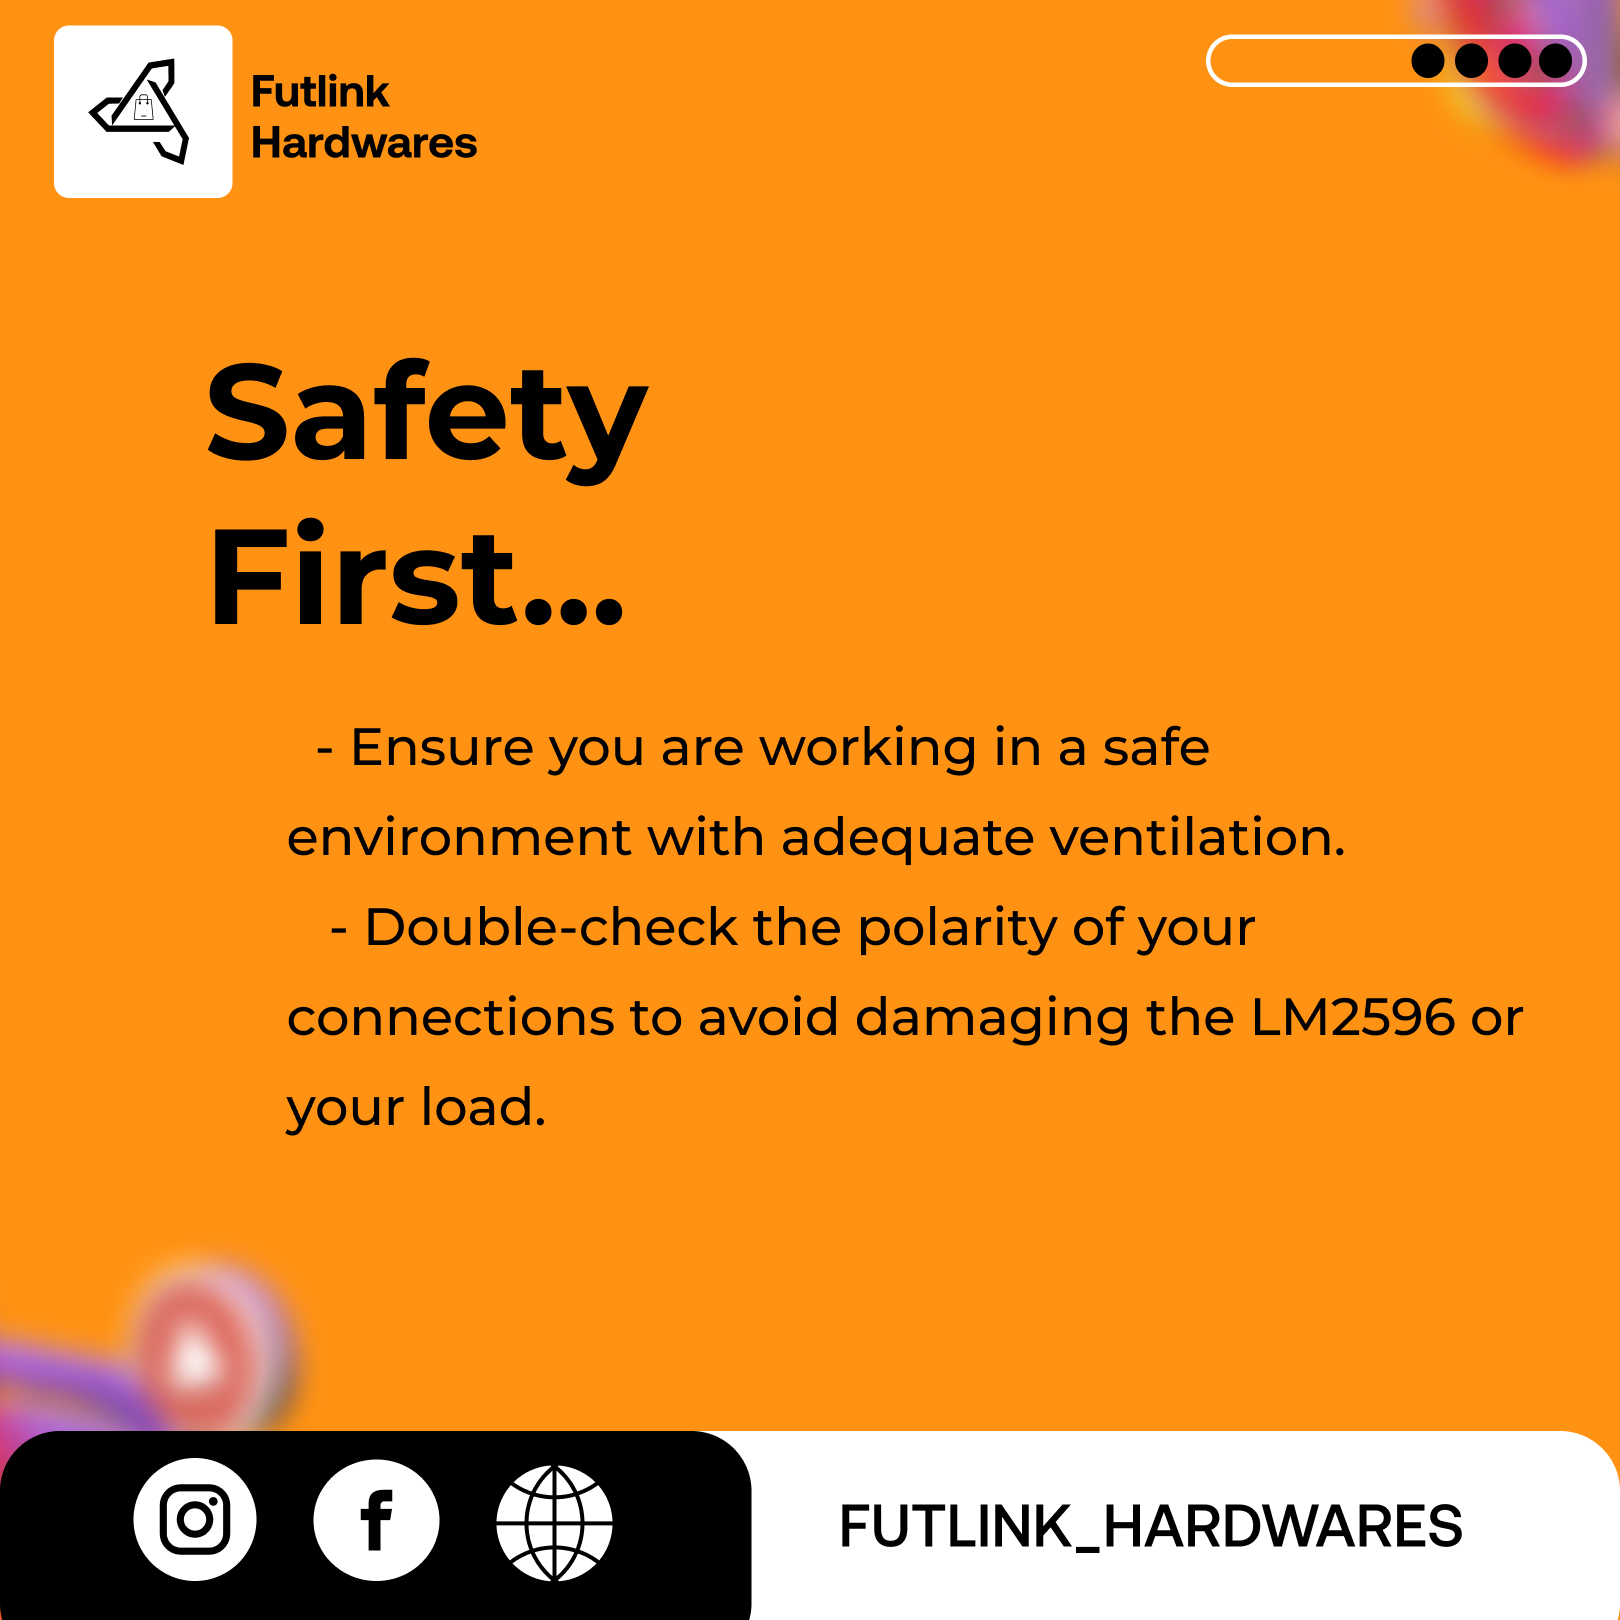 Futlink
Hardwares
Safety
First...
- Ensure you are working in a safe
environment with adequate ventilation.
- Double-check the polarity of your
connections to avoid damaging the LM2596 or
your load.
FUTLINK_HARDWARES